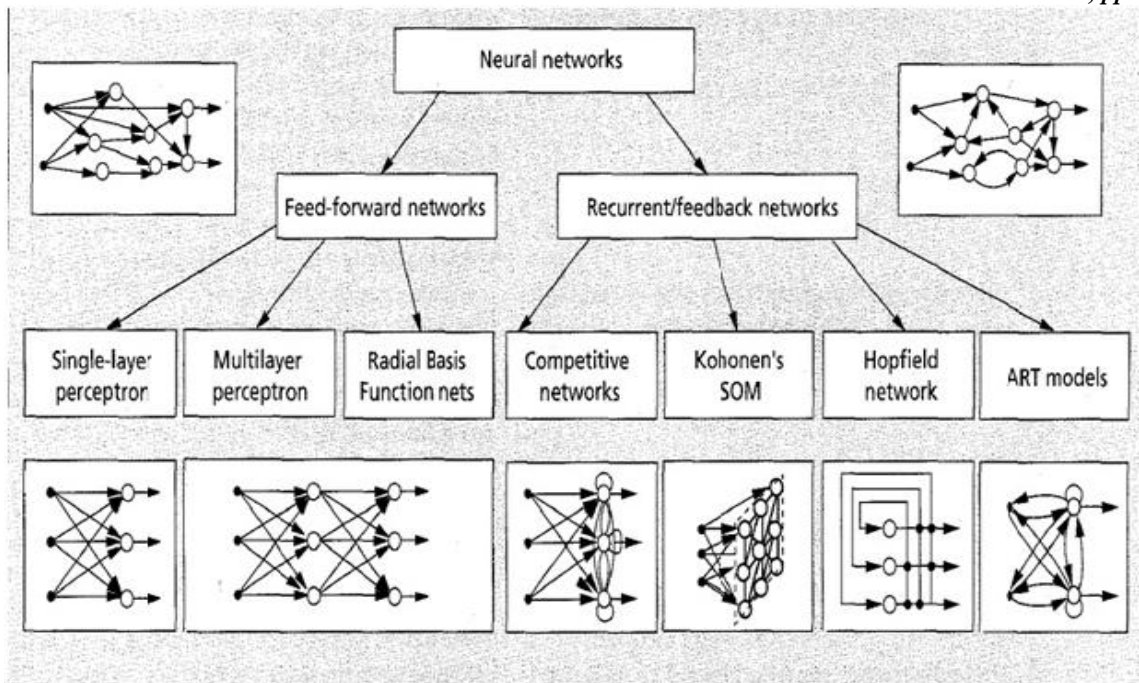 Neural networks
Feed-forward networks
Recurrent/feedback networks
Single-layer
perceptron
Multilayer
perceptron
Radial Basis
Function nets
Competitive
networks
Kohonen's
SOM
Hopfield
network
ART models